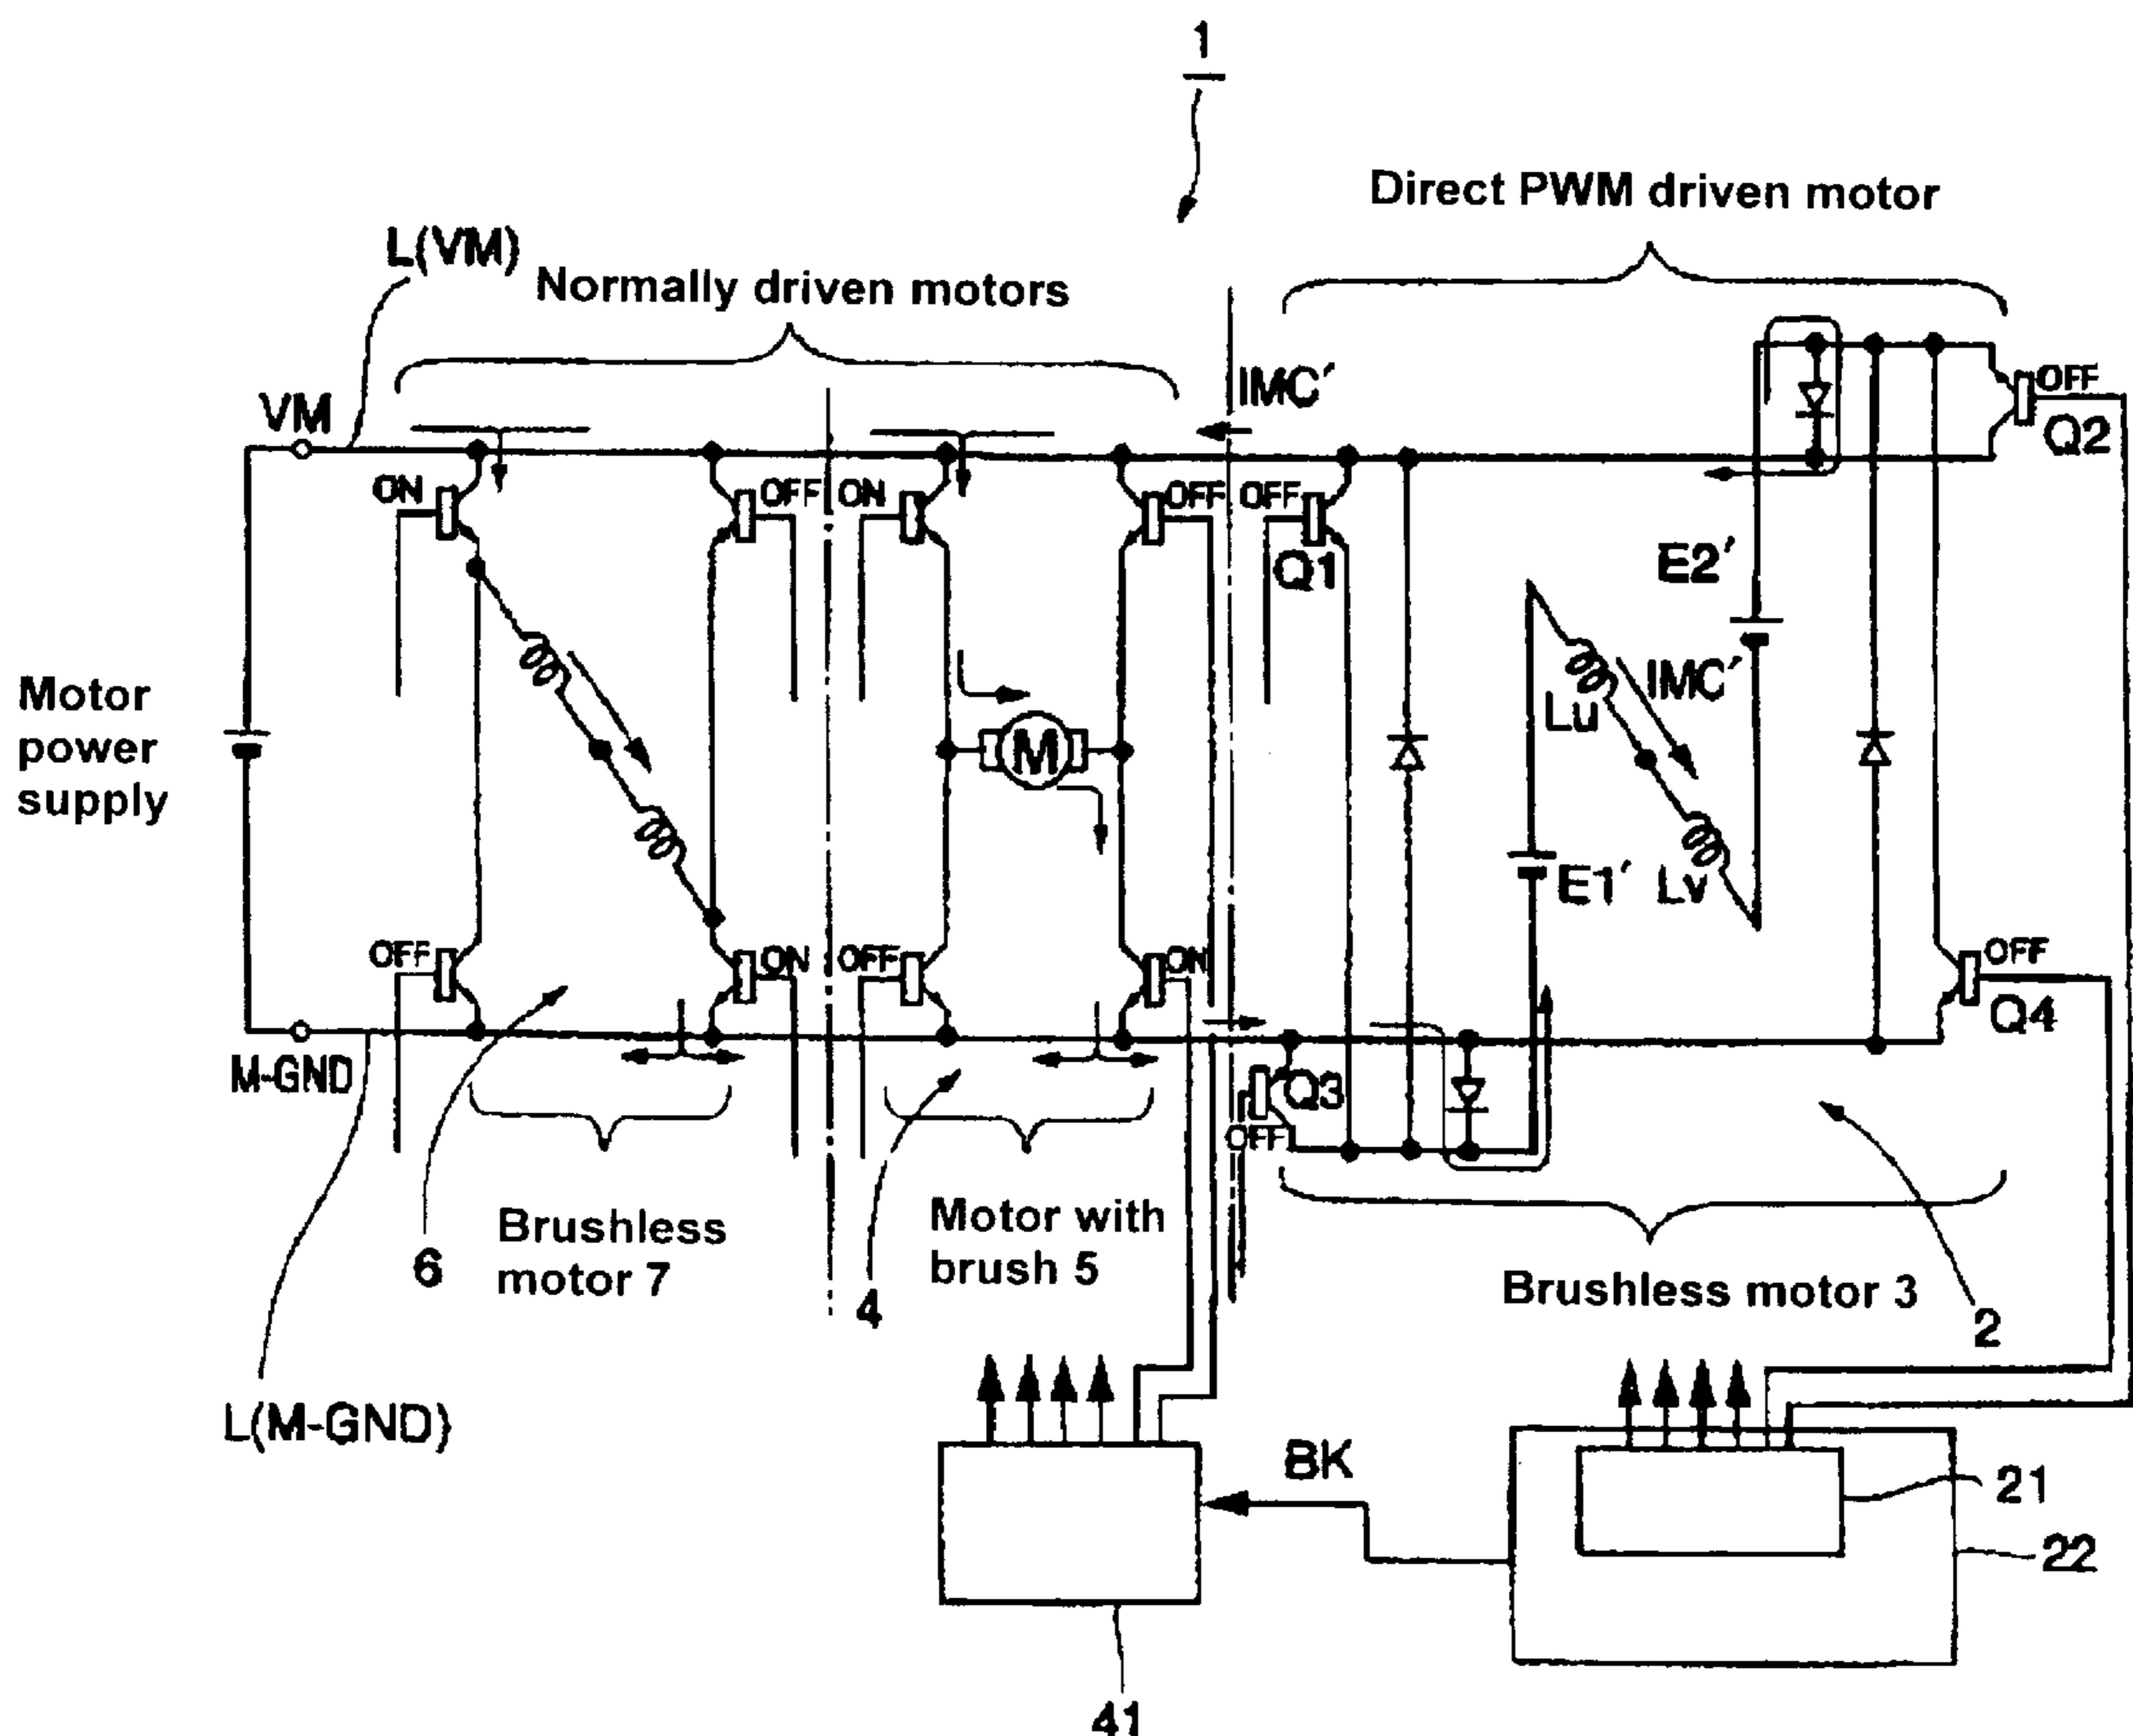 1
Direct PWM driven motor
L(VM)
Normally driven motors
IMC′
VM
OFF
Q2
ON
OFF
ON
OFF
OFF
Q1
E2′
Motor
power
supply
IMC′
Lu
M
E1′
Lv
OFF
ON
OFF
ON
OFF
Q4
M-GND
Q3
OFF
6
Brushless
motor 7
4
Motor with
brush 5
Brushless motor 3
2
L(M-GND)
BK
21
22
41